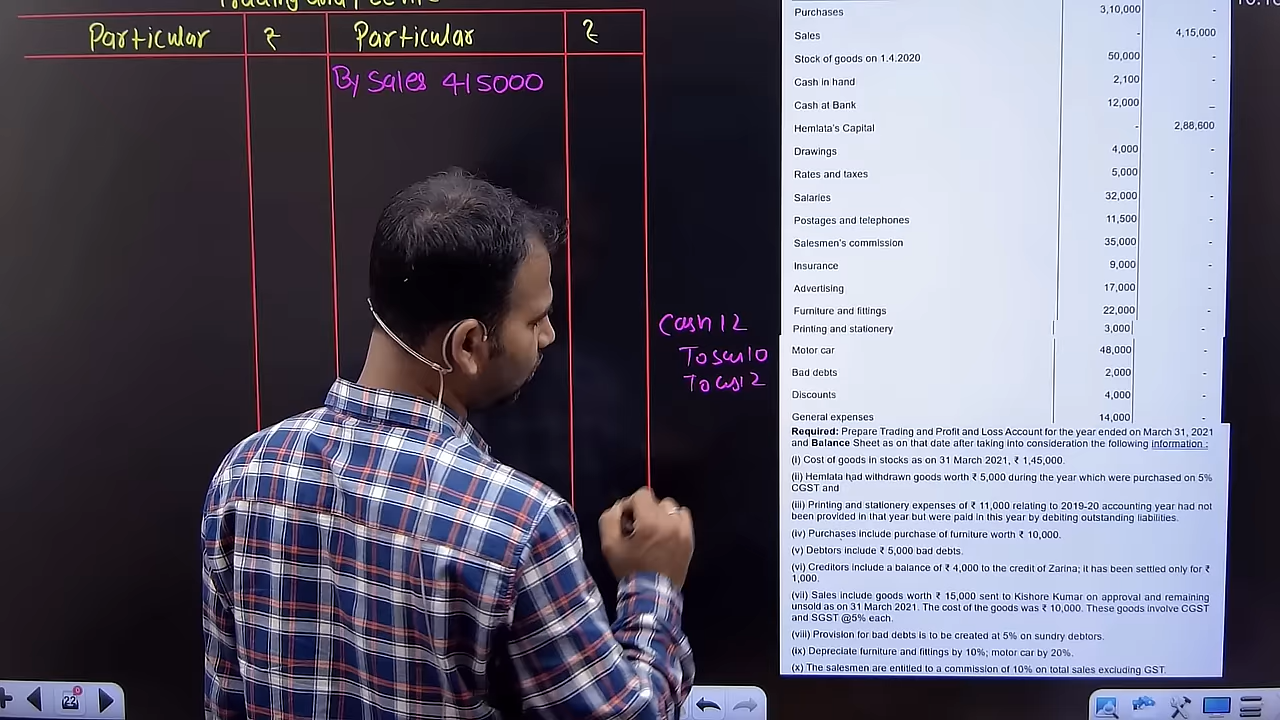 Particular ₹ Particular ₹
By Sales 415000
Cash 12
To Sal 10
To Cgst 2
Purchases 3,10,000 -
Sales - 4,15,000
Stock of goods on 1.4.2020 50,000 -
Cash in hand 2,100 -
Cash at Bank 12,000 _
Hemlata's Capital - 2,88,600
Drawings 4,000 -
Rates and taxes 5,000 -
Salaries 32,000 -
Postages and telephones 11,500 -
Salesmen's commission 35,000 -
Insurance 9,000 -
Advertising 17,000 -
Furniture and fittings 22,000 -
Printing and stationery 3,000 -
Motor car 48,000 -
Bad debts 2,000 -
Discounts 4,000 -
General expenses 14,000 -
Required: Prepare Trading and Profit and Loss Account for the year ended on March 31, 2021
and Balance Sheet as on that date after taking into consideration the following information :
(i) Cost of goods in stocks as on 31 March 2021, ₹ 1,45,000.
(ii) Hemlata had withdrawn goods worth ₹ 5,000 during the year which were purchased on 5%
CGST and
(iii) Printing and stationery expenses of ₹ 11,000 relating to 2019-20 accounting year had not
been provided in that year but were paid in this year by debiting outstanding liabilities.
(iv) Purchases include purchase of furniture worth ₹ 10,000.
(v) Debtors include ₹ 5,000 bad debts.
(vi) Creditors include a balance of ₹ 4,000 to the credit of Zarina; it has been settled only for ₹
1,000.
(vii) Sales include goods worth ₹ 15,000 sent to Kishore Kumar on approval and remaining
unsold as on 31 March 2021. The cost of the goods was ₹ 10,000. These goods involve CGST
and SGST @5% each.
(viii) Provision for bad debts is to be created at 5% on sundry debtors.
(ix) Depreciate furniture and fittings by 10%; motor car by 20%.
(x) The salesmen are entitled to a commission of 10% on total sales excluding GST.
22